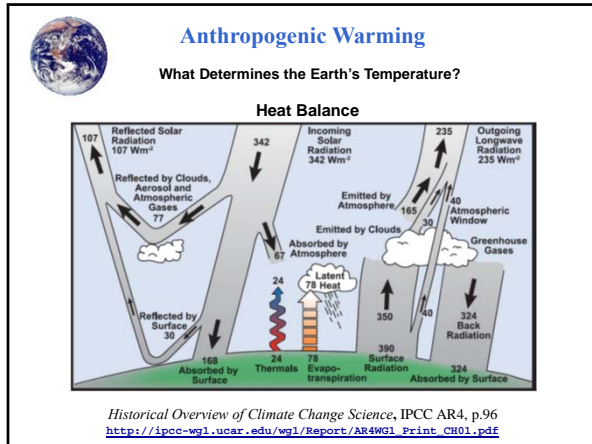 Anthropogenic Warming
What Determines the Earth's Temperature?
Heat Balance
107
Reflected Solar
Radiation
107 Wm-2
342
Incoming
Solar
Radiation
342 Wm-2
235
Outgoing
Longwave
Radiation
235 Wm-2
Reflected by Clouds,
Aerosol and
Atmospheric
Gases
77
Emitted by
Atmosphere
165
40
Atmospheric
Window
30
Emitted by Clouds
Greenhouse
Gases
67
Absorbed by
Atmosphere
24
Latent
78 Heat
Reflected by
Surface
30
350
40
324
Back
Radiation
168
Absorbed by
Surface
24
Thermals
78
Evapo-
transpiration
390
Surface
Radiation
324
Absorbed by Surface
Historical Overview of Climate Change Science, IPCC AR4, p.96
http://ipcc-wg1.ucar.edu/wg1/Report/AR4WG1_Print_CH01.pdf